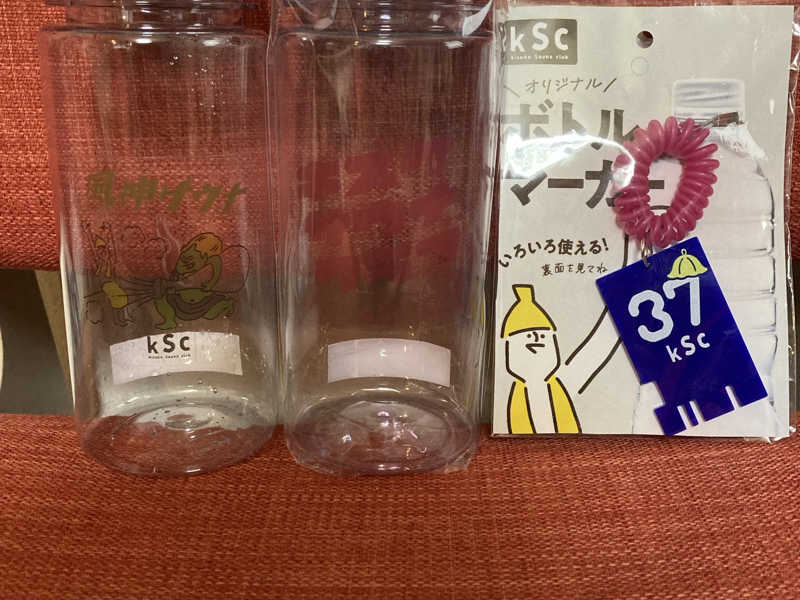 風神サウナ
kSc
kSc
オリジナル
ボトル
マーカー
いろいろ使える!
裏面を見てね
37
kSc